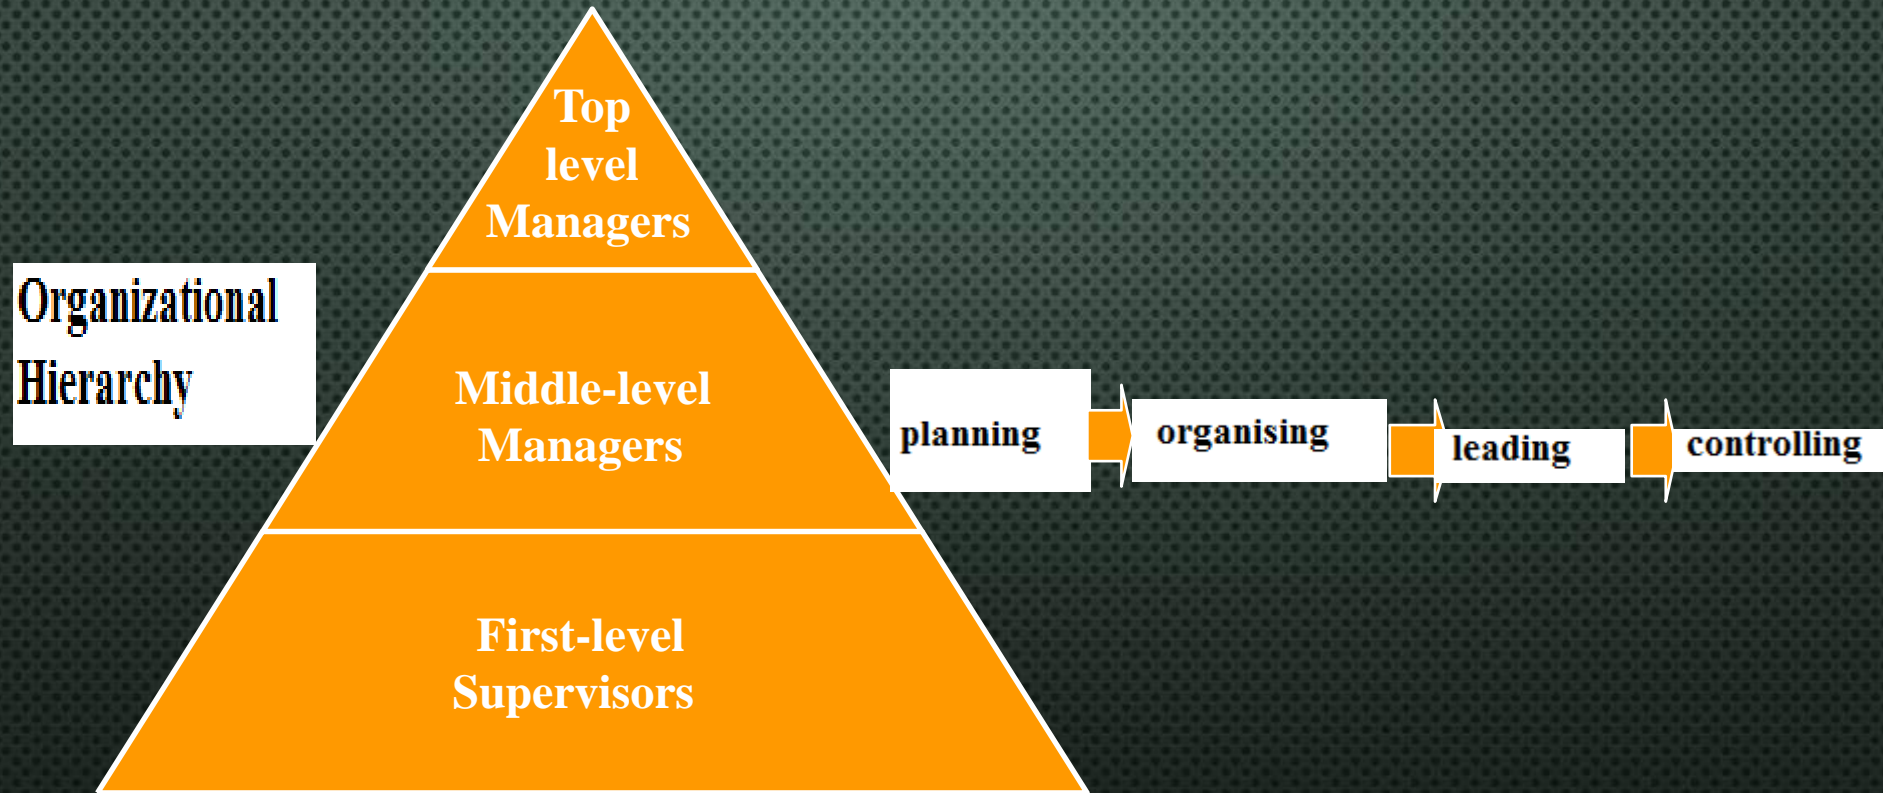 Top
level
Managers
Organizational
Hierarchy
Middle-level
Managers
planning
organising
leading
controlling
First-level
Supervisors